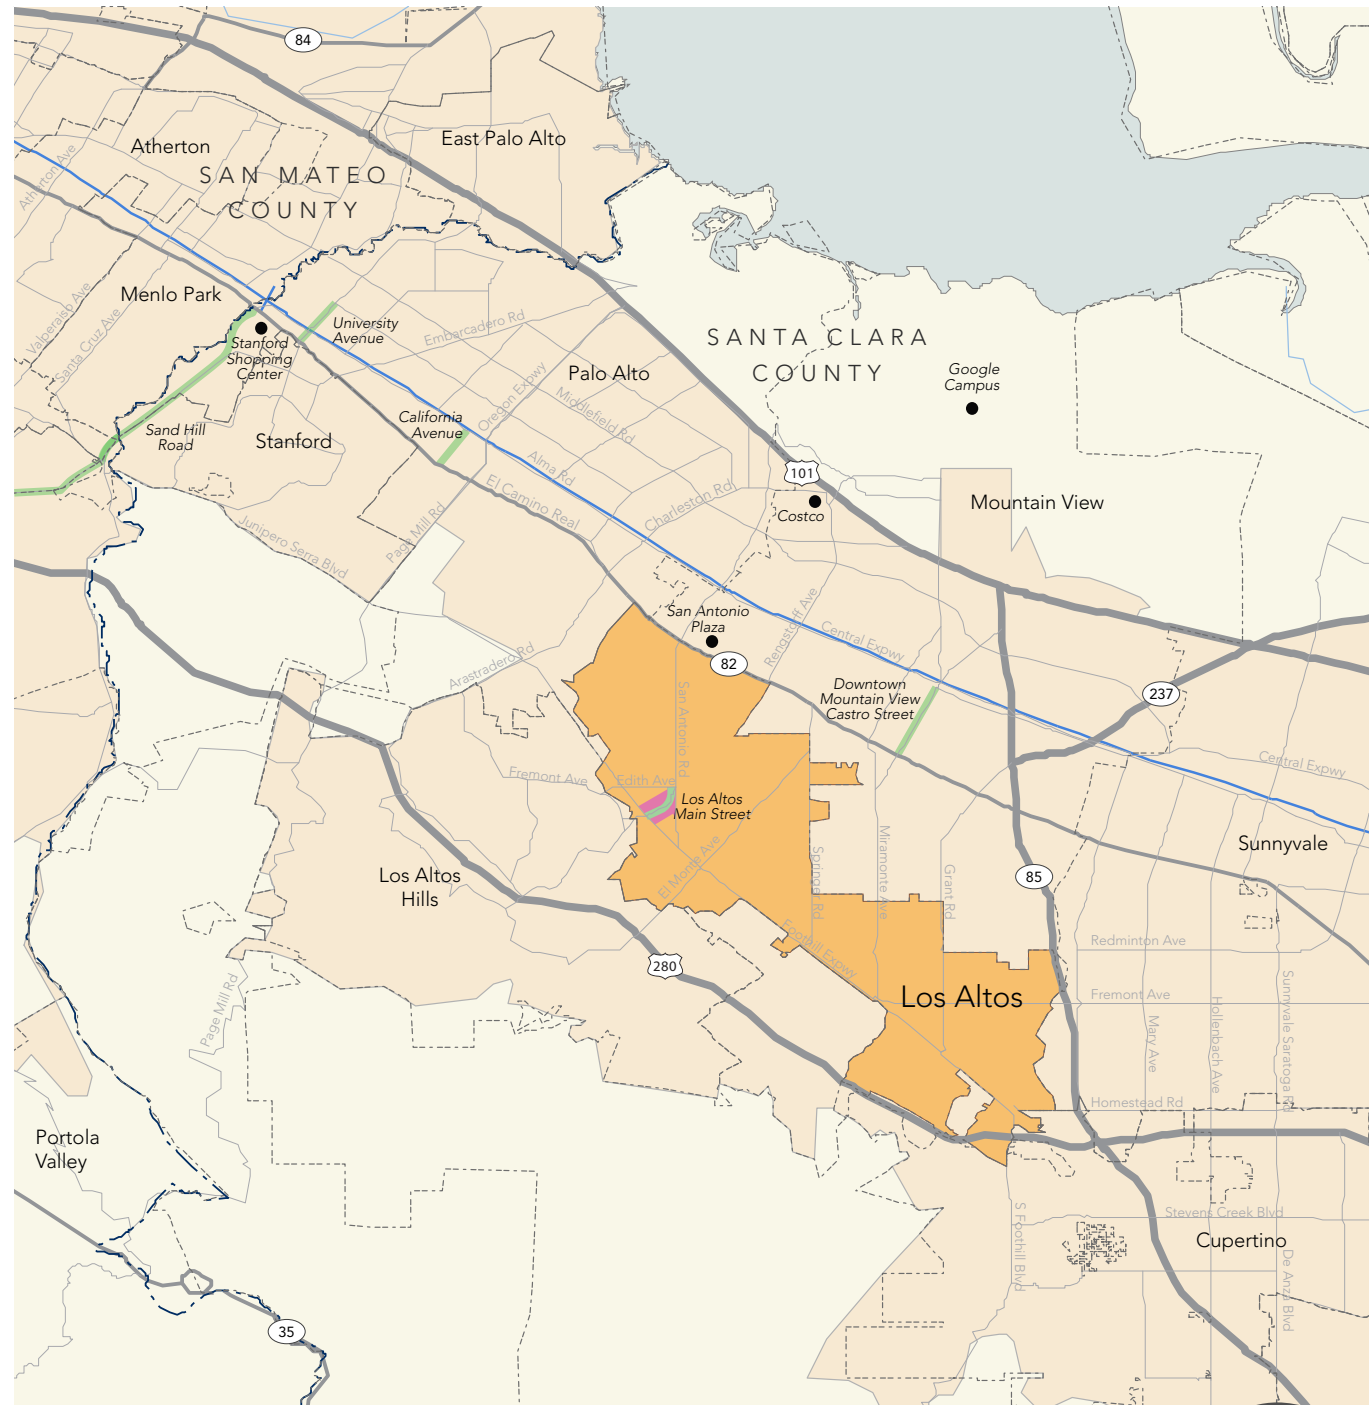 84
Atherton
East Palo Alto
SAN MATEO
COUNTY
Atherton Ave
Menlo Park
Valperaiso Ave
Santa Cruz Ave
University
Avenue
Embarcadero Rd
Stanford
Shopping
Center
SANTA CLARA
COUNTY
Palo Alto
Google
Campus
Oregon Expwy
Middlefield Rd
California
Avenue
Sand Hill
Road
Stanford
Alma Rd
El Camino Real
Charleston Rd
101
Costco
Mountain View
Junipero Serra Blvd
Page Mill Rd
San Antonio
Plaza
Rengstorff Ave
Central Expwy
82
Arastradero Rd
San Antonio Rd
Downtown
Mountain View
Castro Street
237
Central Expwy
Fremont Ave
Edith Ave
Los Altos
Main Street
El Monte Ave
Springer Rd
Miramonte Ave
Grant Rd
Sunnyvale
85
Los Altos
Hills
Foothill Expwy
280
Redminton Ave
Los Altos
Fremont Ave
Page Mill Rd
Mary Ave
Hollenbach Ave
Sunnyvale Saratoga Rd
Homestead Rd
Portola
Valley
S Foothill Blvd
Stevens Creek Blvd
Cupertino
De Anza Blvd
35